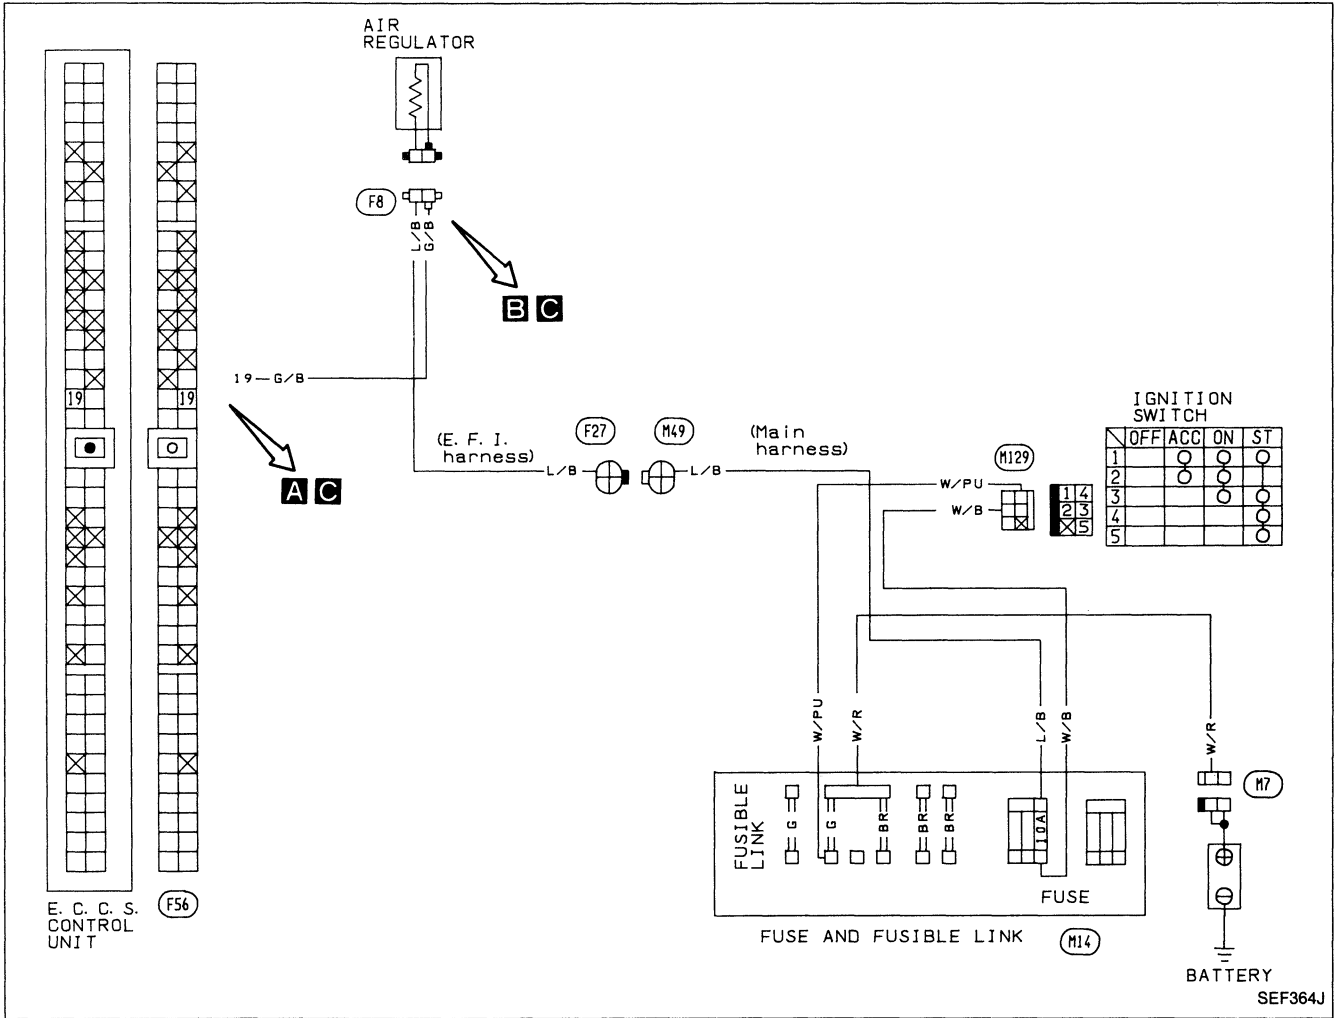 AIR
REGULATOR
F8
L/B
G/B
B C
19
19
19—G/B
A C
(E. F. I.
harness)
L/B
F27
M49
L/B
(Main
harness)
M129
W/PU
W/B
1 4
2 3
5
IGNITION
SWITCH
OFF ACC ON ST
1
2
3
4
5
W/PU
W/R
L/B
W/B
W/R
M7
FUSIBLE
LINK
G
G
BR
BR
BR
10A
FUSE
FUSE AND FUSIBLE LINK
M14
E. C. C. S.
CONTROL
UNIT
F56
BATTERY
SEF364J